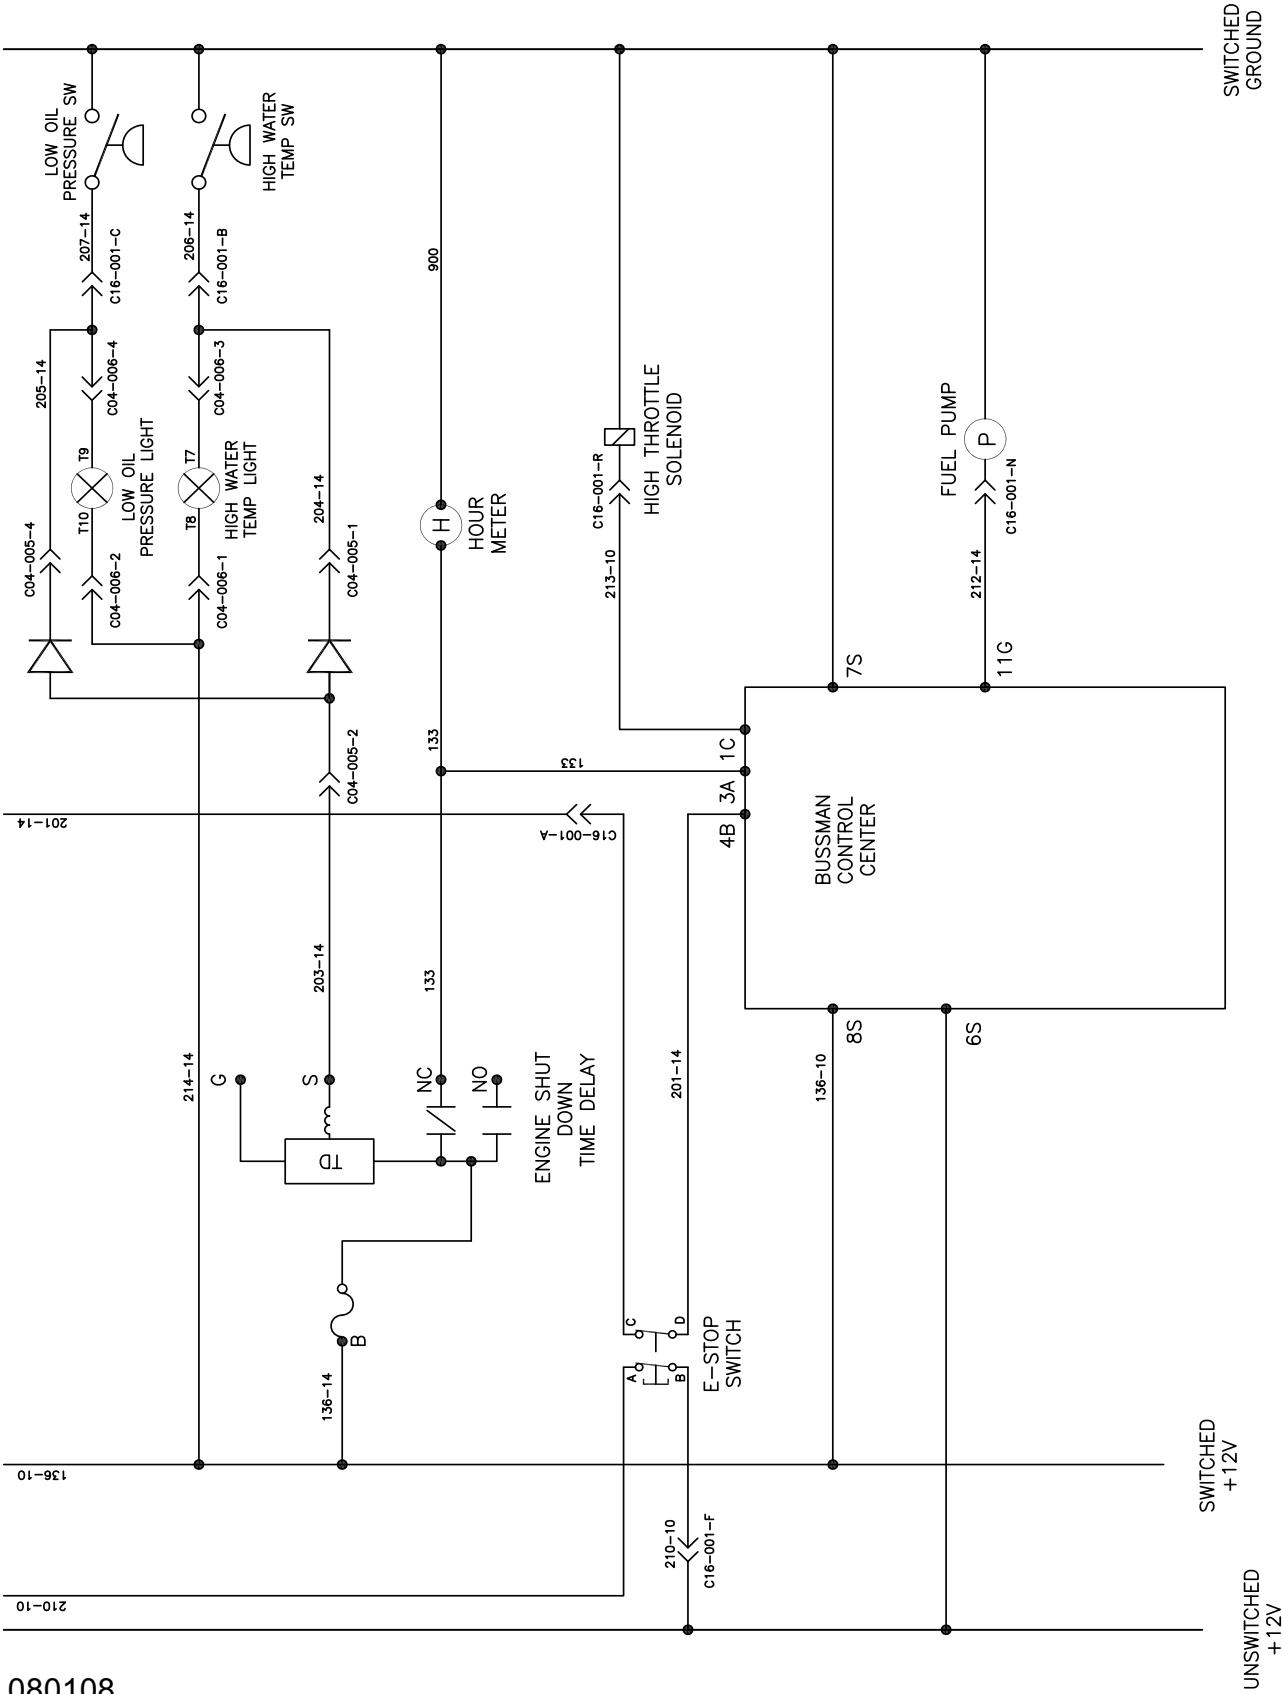 SWITCHED
GROUND
LOW OIL
PRESSURE SW
HIGH WATER
TEMP SW
207-14
C16-001-C
206-14
C16-001-B
900
205-14
C04-006-4
C04-006-3
T9
T10
LOW OIL
PRESSURE LIGHT
T7
T8
HIGH WATER
TEMP LIGHT
204-14
C04-005-4
C04-006-2
C04-006-1
C04-005-1
H
HOUR
METER
C16-001-R
HIGH THROTTLE
SOLENOID
213-10
FUEL PUMP
P
C16-001-N
212-14
7S
11G
1C
3A
4B
133
133
C04-005-2
201-14
C16-001-A
BUSSMAN
CONTROL
CENTER
203-14
133
8S
6S
136-10
201-14
214-14
G
S
NC
NO
TD
ENGINE SHUT
DOWN
TIME DELAY
B
136-14
C
D
A
B
E-STOP
SWITCH
136-10
SWITCHED
+12V
210-10
C16-001-F
210-10
UNSWITCHED
+12V
080108